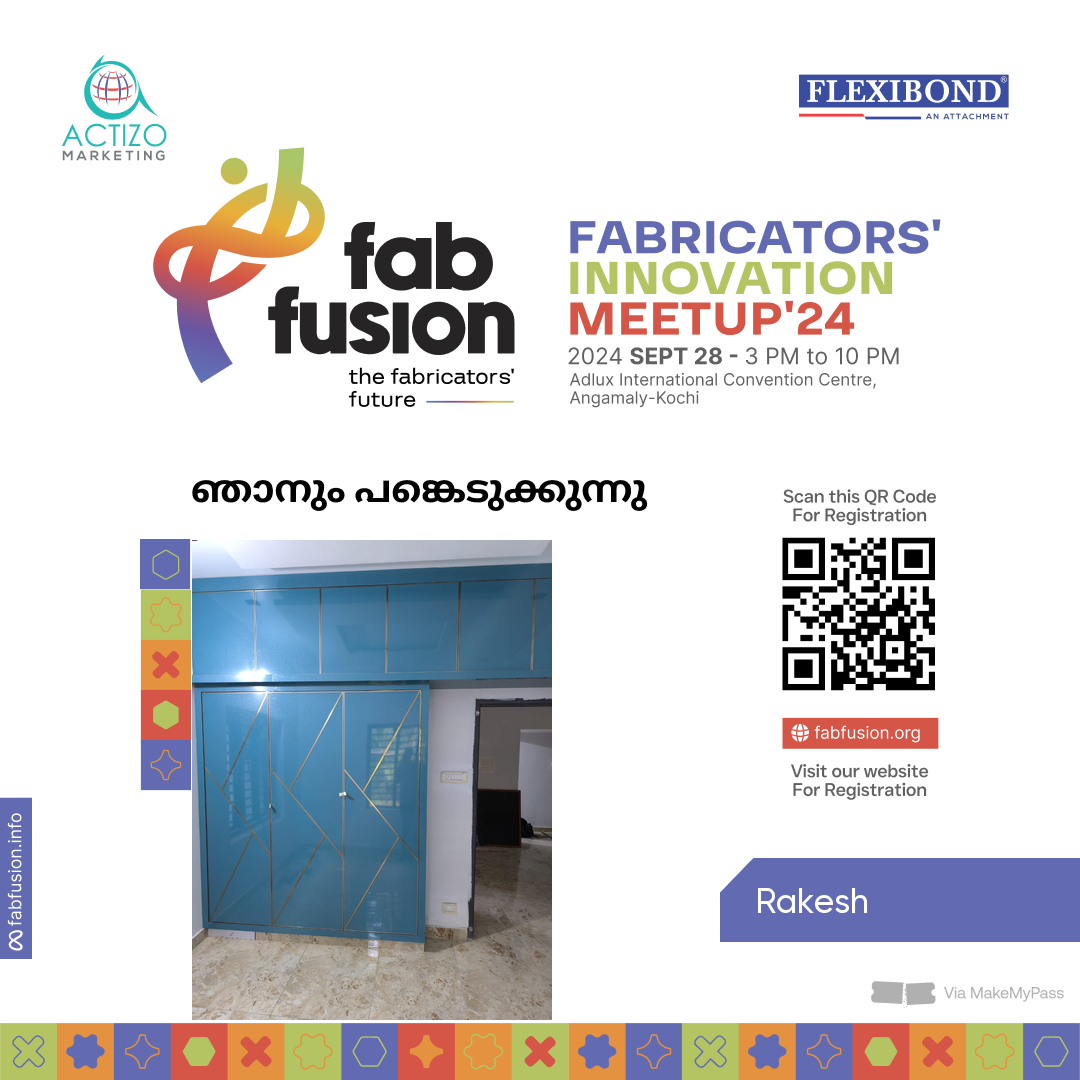 ACTIZO
MARKETING
FLEXIBOND®
AN ATTACHMENT
fab
fusion
the fabricators'
future
FABRICATORS'
INNOVATION
MEETUP'24
2024 SEPT 28 - 3 PM to 10 PM
Adlux International Convention Centre,
Angamaly-Kochi
ഞാനും പങ്കെടുക്കുന്നു
Scan this QR Code
For Registration
fabfusion.org
Visit our website
For Registration
fabfusion.info
Rakesh
Via MakeMyPass